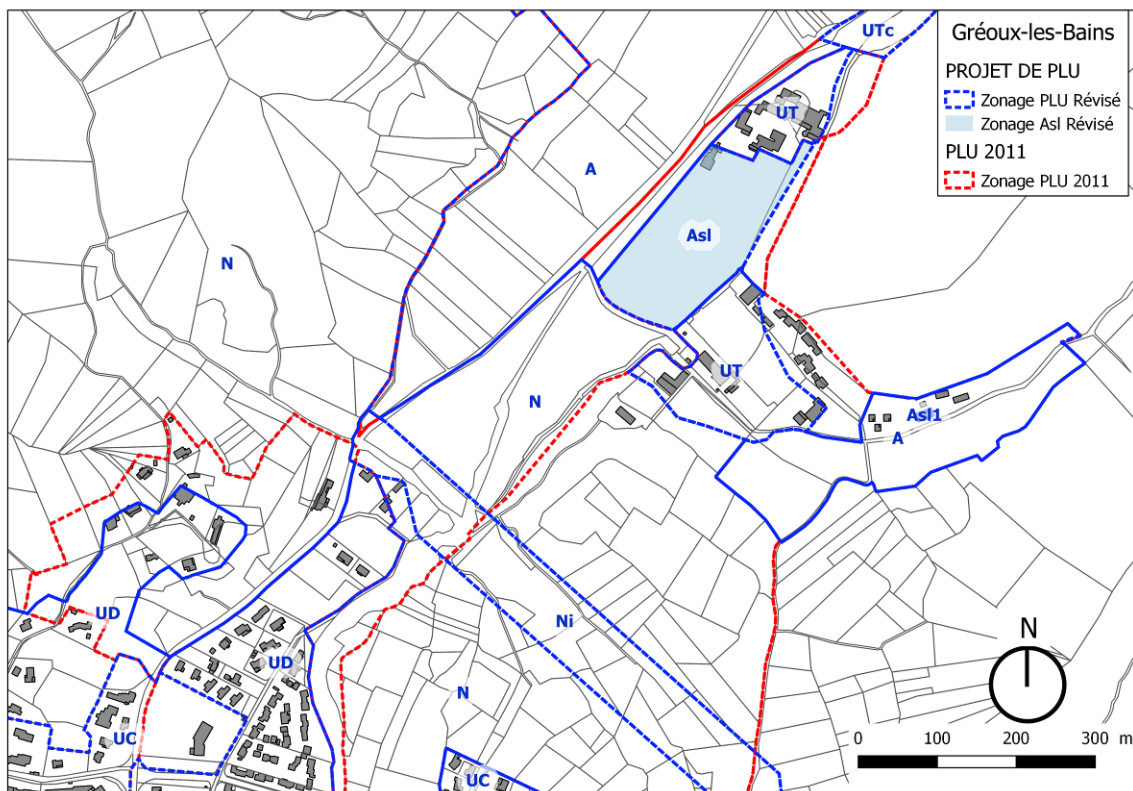 Gréoux-les-Bains
PROJET DE PLU
Zonage PLU Révisé
Zonage Asl Révisé
PLU 2011
Zonage PLU 2011
UTc
UT
A
Asl
N
UT
N
Asl1
A
UD
Ni
UD
N
UC
UC
N
0 100 200 300 m